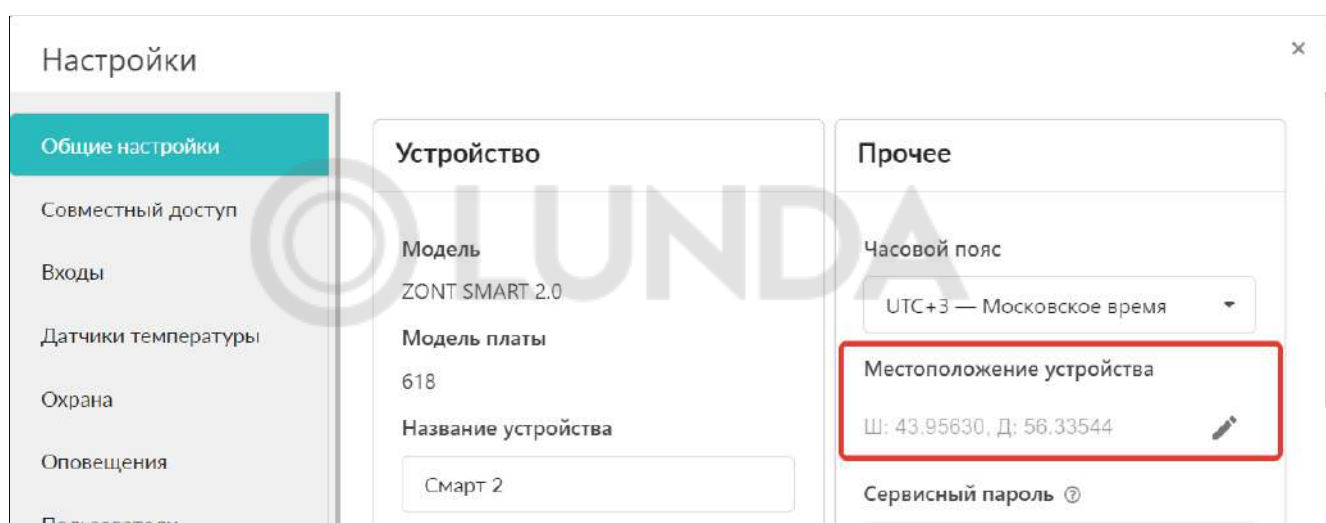 Настройки
×
Общие настройки
Совместный доступ
Входы
Датчики температуры
Охрана
Оповещения
Устройство
Модель
ZONT SMART 2.0
Модель платы
618
Название устройства
Смарт 2
Прочее
Часовой пояс
UTC+3 — Московское время
Местоположение устройства
Ш: 43.95630, Д: 56.33544
Сервисный пароль ?
LUNDA